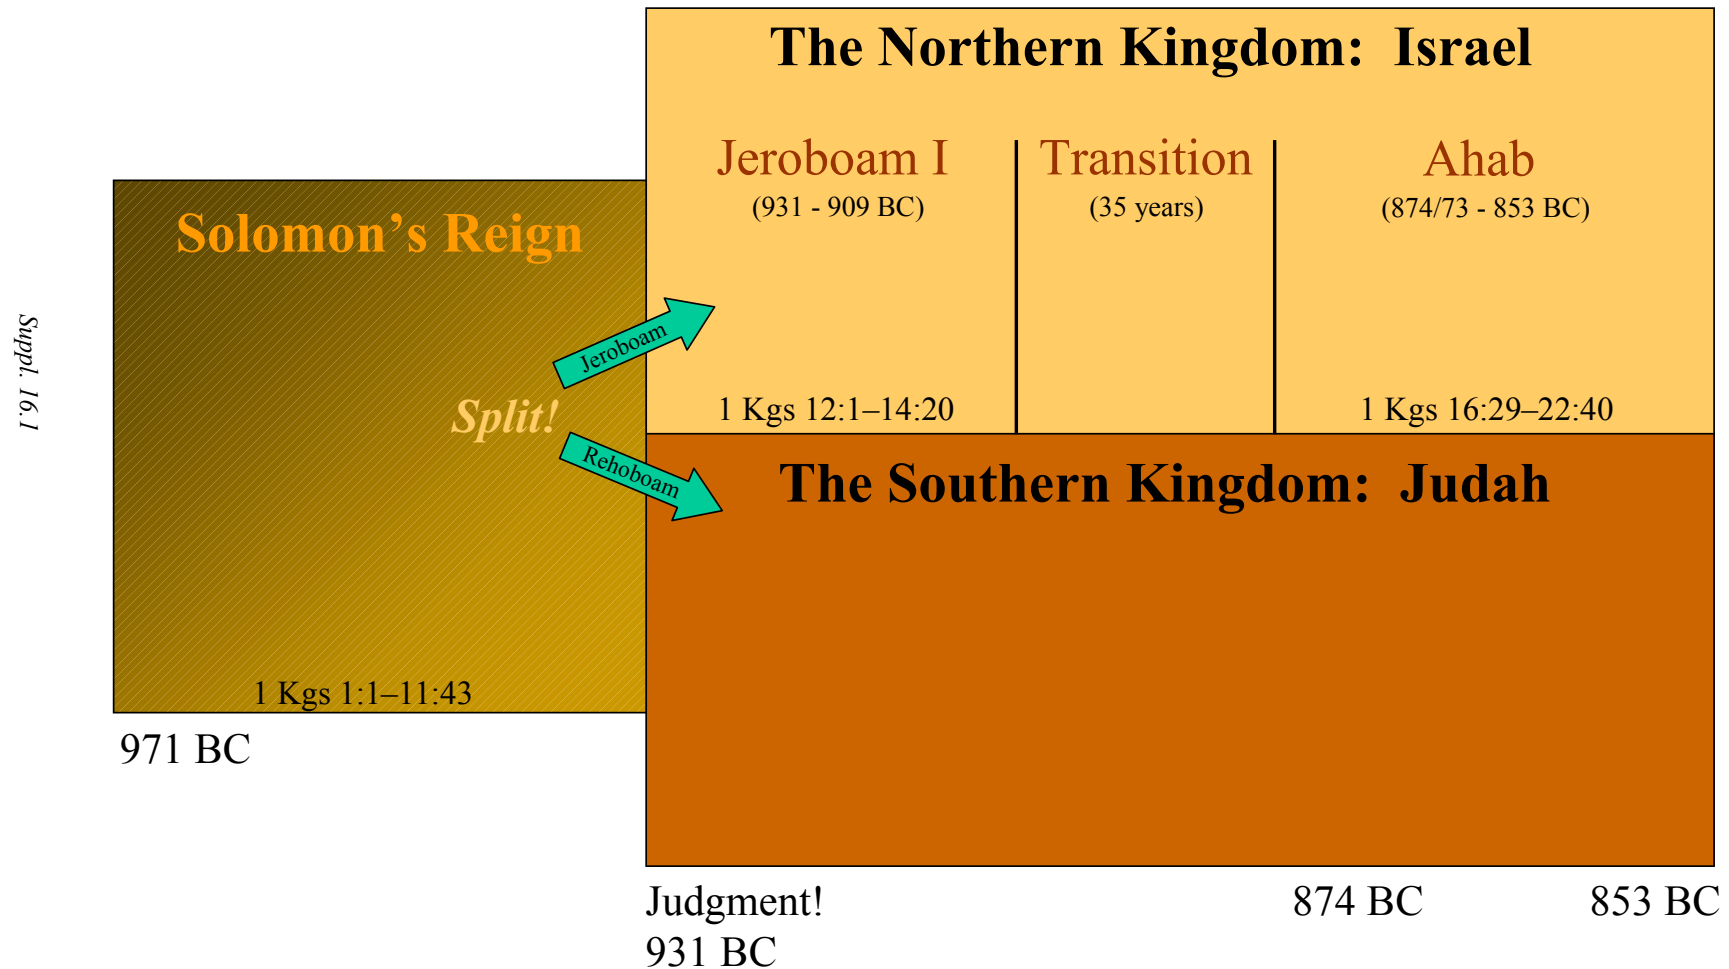 Suppl. 16.1
Solomon’s Reign
Split!
1 Kgs 1:1–11:43
971 BC
Jeroboam
Rehoboam
The Northern Kingdom:  Israel
Jeroboam I
(931 - 909 BC)
1 Kgs 12:1–14:20
Transition
(35 years)
Ahab
(874/73 - 853 BC)
1 Kgs 16:29–22:40
The Southern Kingdom:  Judah
Judgment!
931 BC
874 BC
853 BC